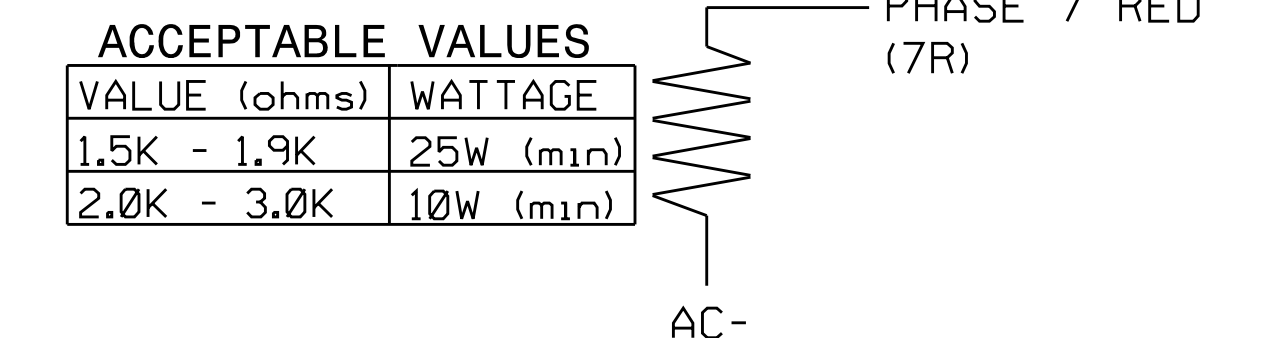 PHASE 7 RED
(7R)
ACCEPTABLE VALUES
VALUE (ohms) WATTAGE
1.5K - 1.9K 25W (min)
2.0K - 3.0K 10W (min)
AC-